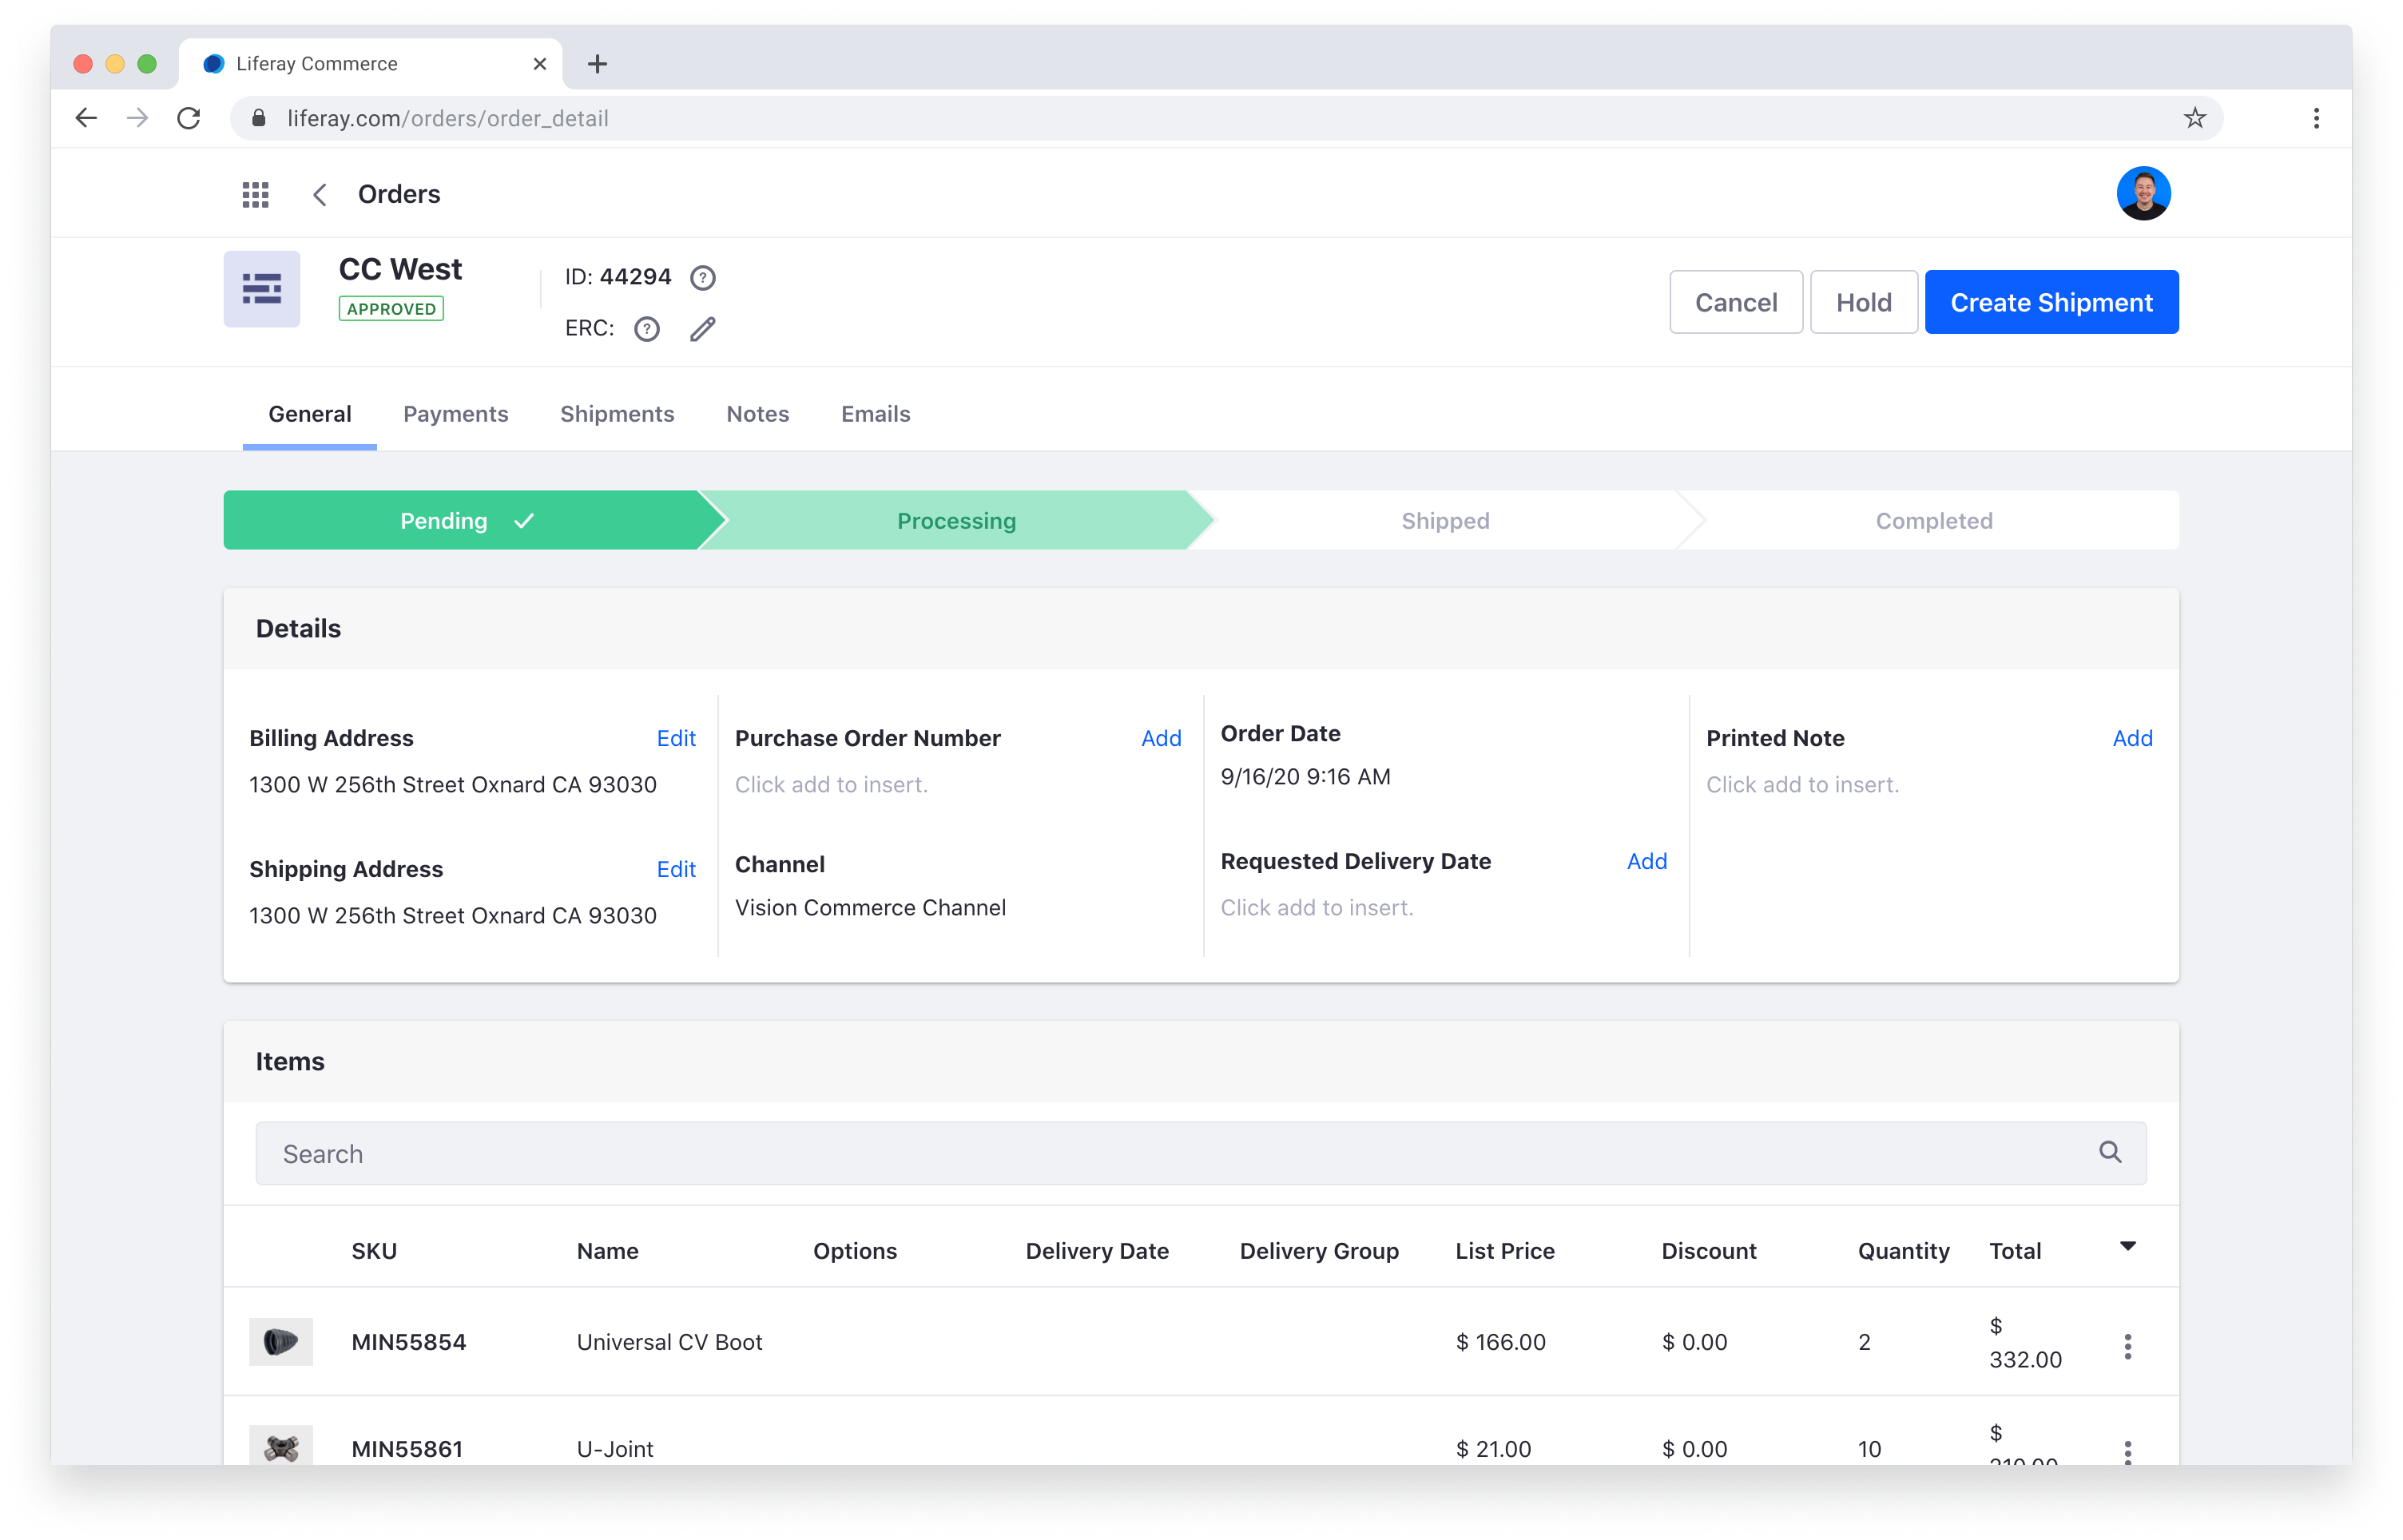 Liferay Commerce
liferay.com/orders/order_detail
Orders
CC West
APPROVED
ID: 44294
ERC:
Cancel
Hold
Create Shipment
General
Payments
Shipments
Notes
Emails
Pending
Processing
Shipped
Completed
Details
Billing Address
Edit
1300 W 256th Street Oxnard CA 93030
Shipping Address
Edit
1300 W 256th Street Oxnard CA 93030
Purchase Order Number
Add
Click add to insert.
Channel
Vision Commerce Channel
Order Date
9/16/20 9:16 AM
Requested Delivery Date
Add
Click add to insert.
Printed Note
Add
Click add to insert.
Items
Search
SKU Name Options Delivery Date Delivery Group List Price Discount Quantity Total
MIN55854 Universal CV Boot $ 166.00 $ 0.00 2 $
332.00
MIN55861 U-Joint $ 21.00 $ 0.00 10 $